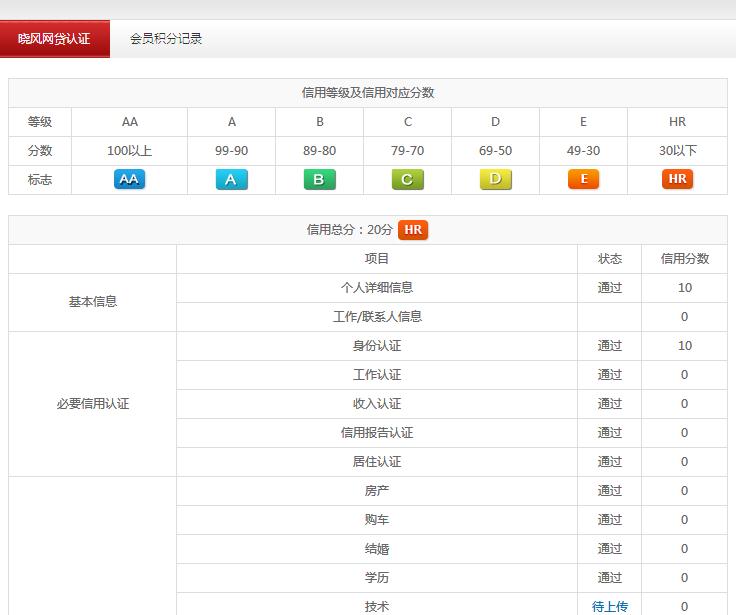 晓风网贷认证 会员积分记录
信用等级及信用对应分数
等级 AA A B C D E HR
分数 100以上 99-90 89-80 79-70 69-50 49-30 30以下
标志 AA A B C D E HR
信用总分：20分 HR
项目 状态 信用分数
基本信息 个人详细信息 通过 10
工作/联系人信息 0
必要信用认证 身份认证 通过 10
工作认证 通过 0
收入认证 通过 0
信用报告认证 通过 0
居住认证 通过 0
房产 通过 0
购车 通过 0
结婚 通过 0
学历 通过 0
技术 待上传 0